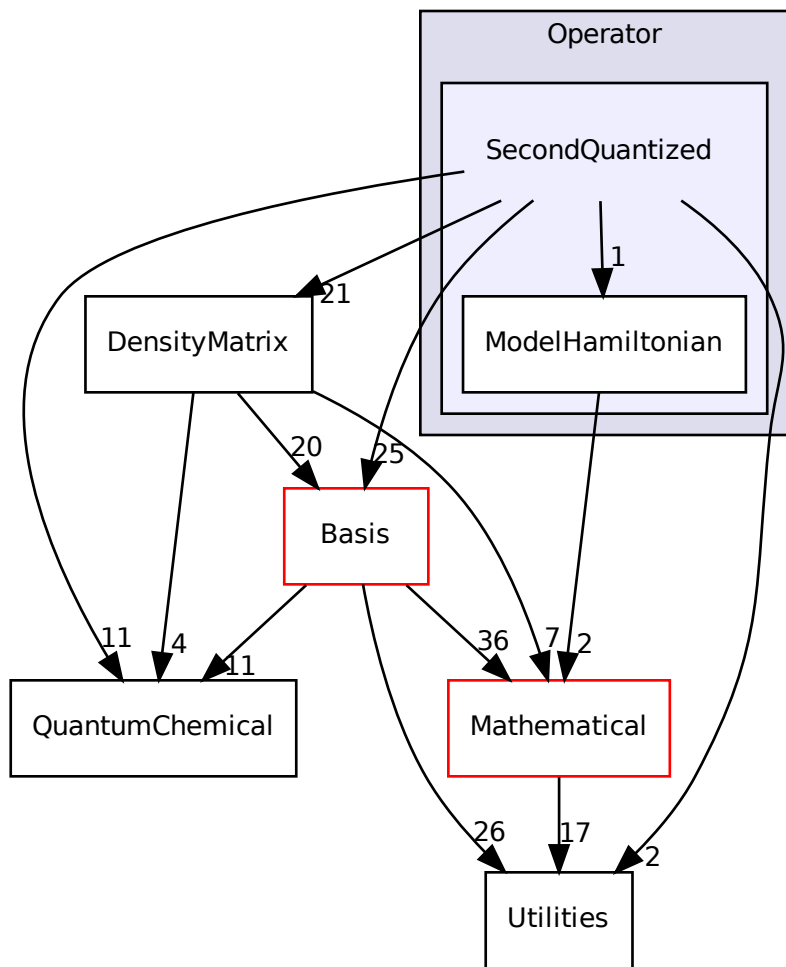 Operator
SecondQuantized
1
21
DensityMatrix
ModelHamiltonian
20
25
Basis
11
4
11
36
7
2
QuantumChemical
Mathematical
26
17
2
Utilities